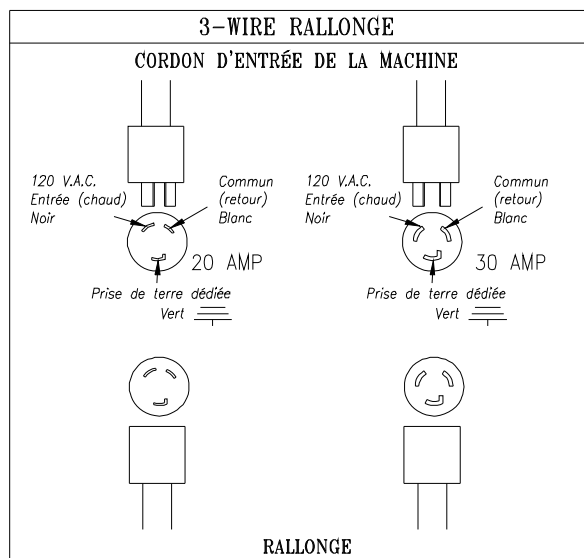 3-WIRE RALLONGE
CORDON D'ENTRÉE DE LA MACHINE
120 V.A.C.
Entrée (chaud)
Noir
Commun
(retour)
Blanc
20 AMP
Prise de terre dédiée
Vert
120 V.A.C.
Entrée (chaud)
Noir
Commun
(retour)
Blanc
30 AMP
Prise de terre dédiée
Vert
RALLONGE